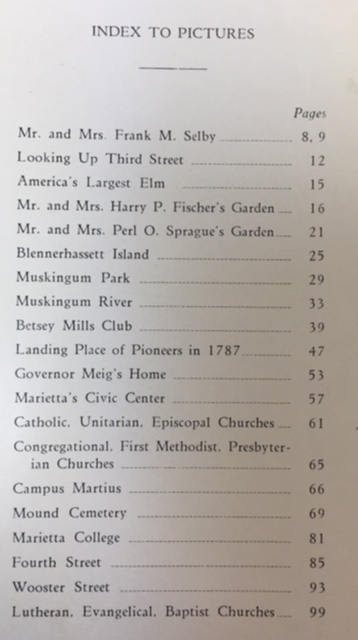 INDEX TO PICTURES
Pages
Mr. and Mrs. Frank M. Selby 8, 9
Looking Up Third Street 12
America's Largest Elm 15
Mr. and Mrs. Harry P. Fischer's Garden 16
Mr. and Mrs. Perl O. Sprague's Garden 21
Blennerhassett Island 25
Muskingum Park 29
Muskingum River 33
Betsey Mills Club 39
Landing Place of Pioneers in 1787 47
Governor Meig's Home 53
Marietta's Civic Center 57
Catholic, Unitarian, Episcopal Churches 61
Congregational, First Methodist, Presbyter-
ian Churches 65
Campus Martius 66
Mound Cemetery 69
Marietta College 81
Fourth Street 85
Wooster Street 93
Lutheran, Evangelical, Baptist Churches 99